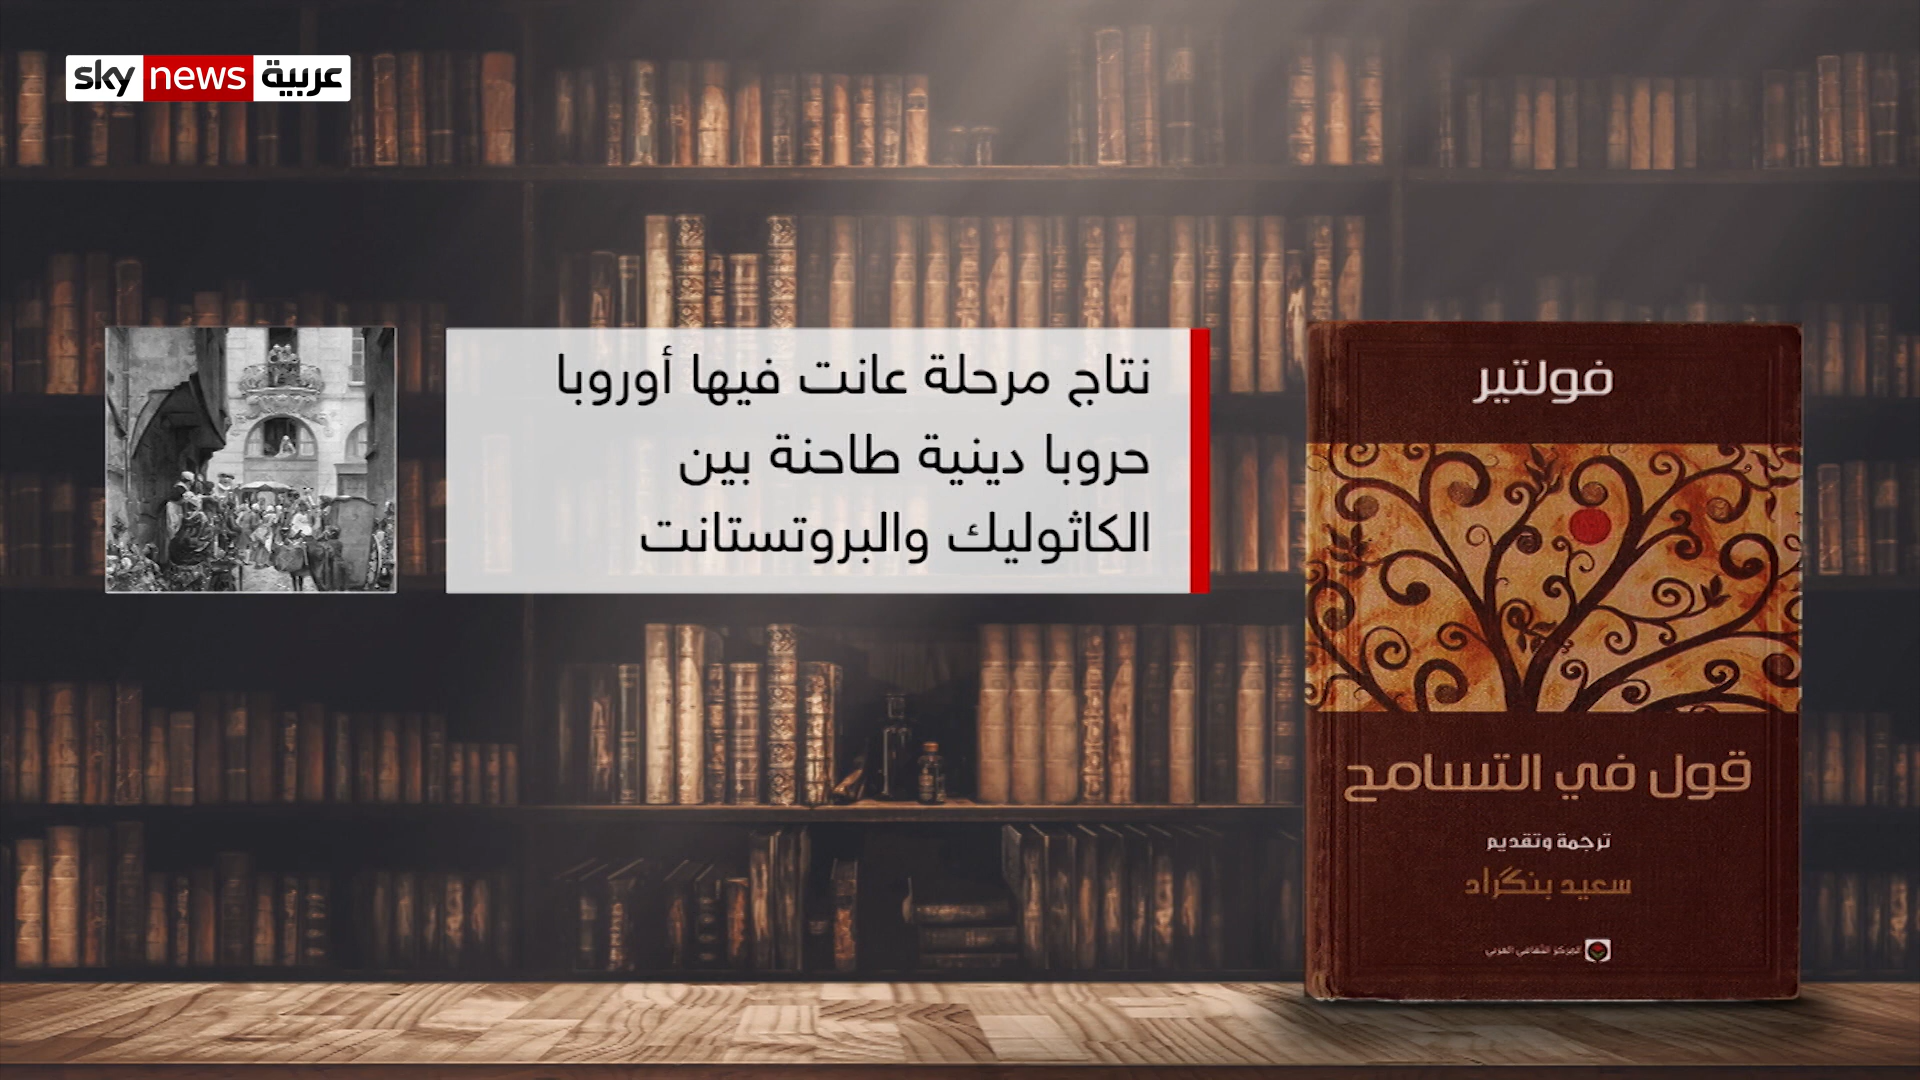 sky news عربية
نتاج مرحلة عانت فيها أوروبا
حروبا دينية طاحنة بين
الكاثوليك والبروتستانت
فولتير
قول في التسامح
ترجمة وتقديم
سعيد بنگراد
المركز الثقافي العربي